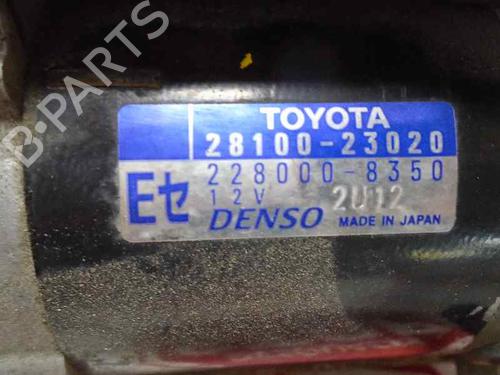 TOYOTA
28100-23020
228000-8350
Eセ 12V 2U12
DENSO MADE IN JAPAN
B-PARTS